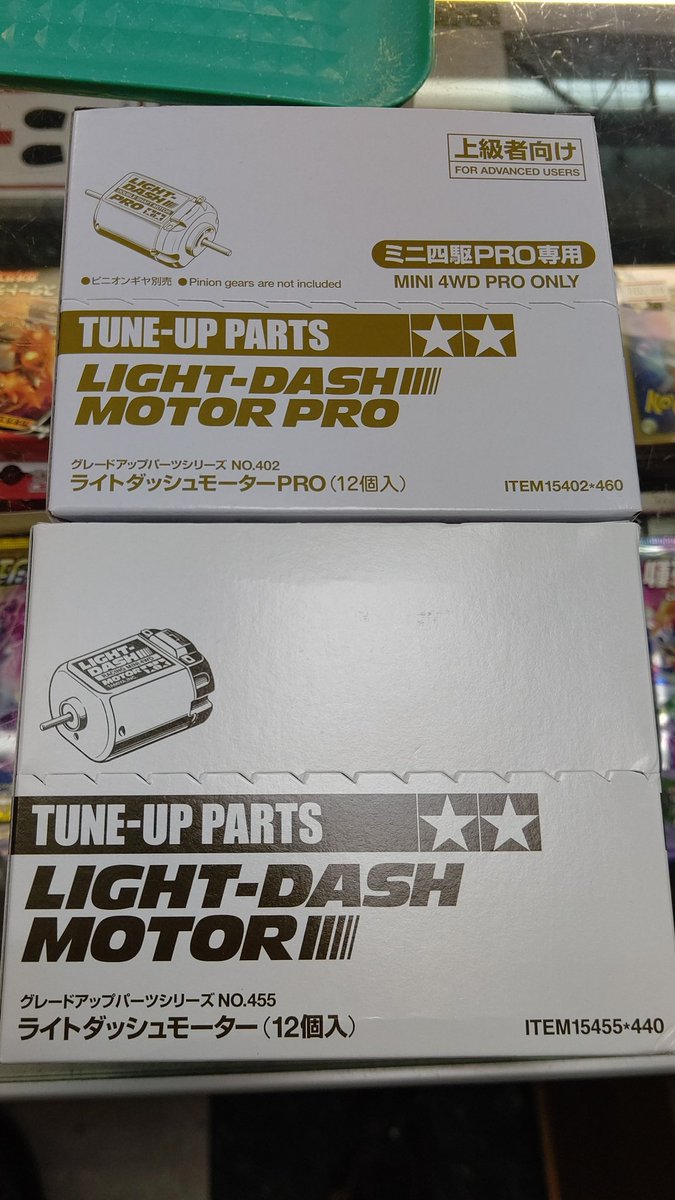 上級者向け
FOR ADVANCED USERS
LIGHT-
DASH
PRO
ミニ四駆PRO専用
MINI 4WD PRO ONLY
●ピニオンギヤ別売 ●Pinion gears are not included
TUNE-UP PARTS
LIGHT-DASH
MOTOR PRO
グレードアップパーツシリーズ NO.402
ライトダッシュモーターPRO(12個入)
ITEM15402*460
LIGHT-
DASH
MOTOR
TUNE-UP PARTS
LIGHT-DASH
MOTOR
グレードアップパーツシリーズ NO.455
ライトダッシュモーター(12個入)
ITEM15455*440